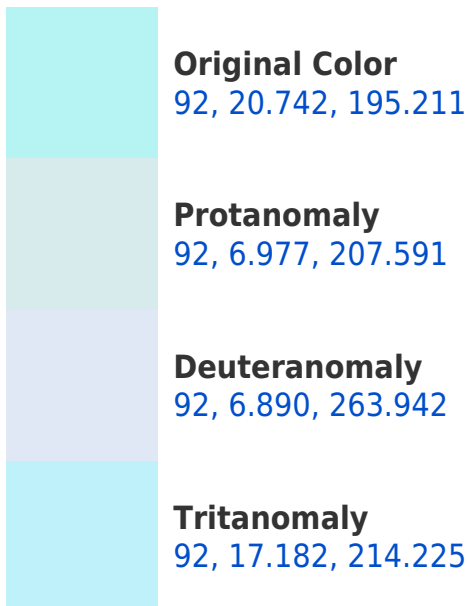 Original Color
92, 20.742, 195.211
Protanomaly
92, 6.977, 207.591
Deuteranomaly
92, 6.890, 263.942
Tritanomaly
92, 17.182, 214.225